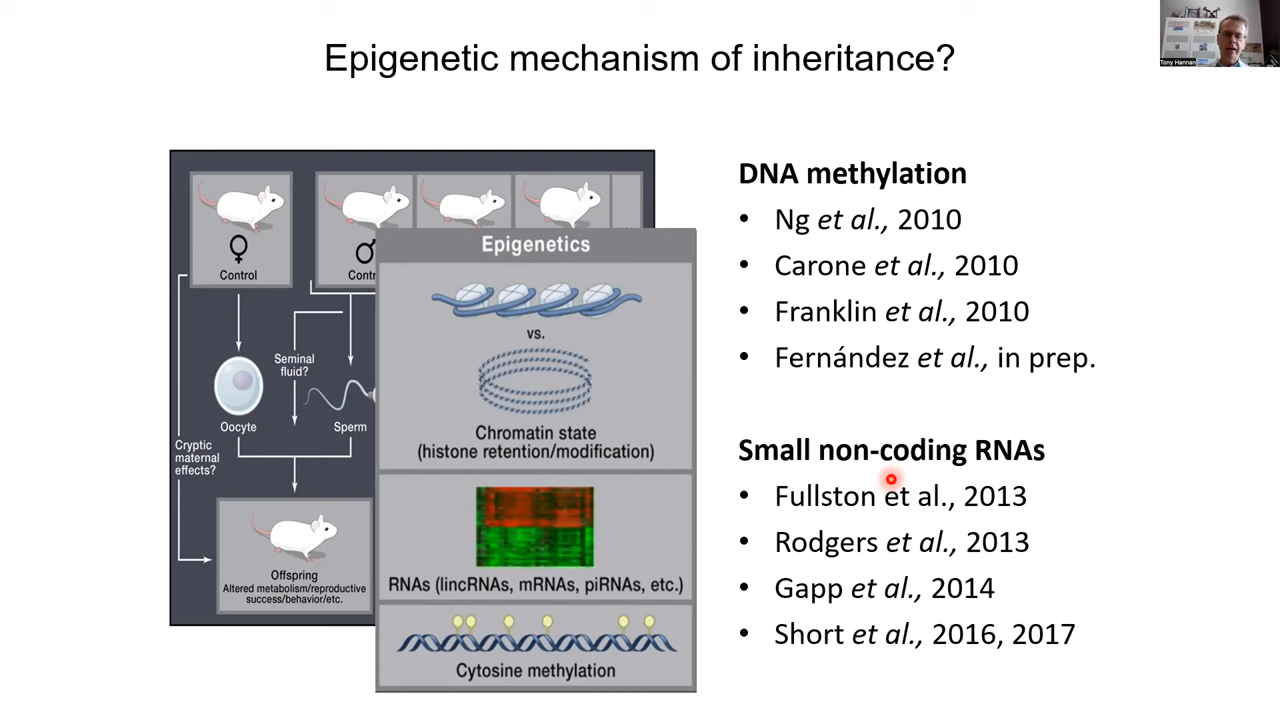 Epigenetic mechanism of inheritance?
Tony Hannan
Control
Contr
Seminal
fluid?
Oocyte
Sperm
Cryptic
maternal
effects?
Offspring
Altered metabolism/reproductive
success/behavior/etc.
Epigenetics
vs.
Chromatin state
(histone retention/modification)
RNAs (lincRNAs, mRNAs, piRNAs, etc.)
Cytosine methylation
DNA methylation
• Ng et al., 2010
• Carone et al., 2010
• Franklin et al., 2010
• Fernández et al., in prep.
Small non-coding RNAs
• Fullston et al., 2013
• Rodgers et al., 2013
• Gapp et al., 2014
• Short et al., 2016, 2017